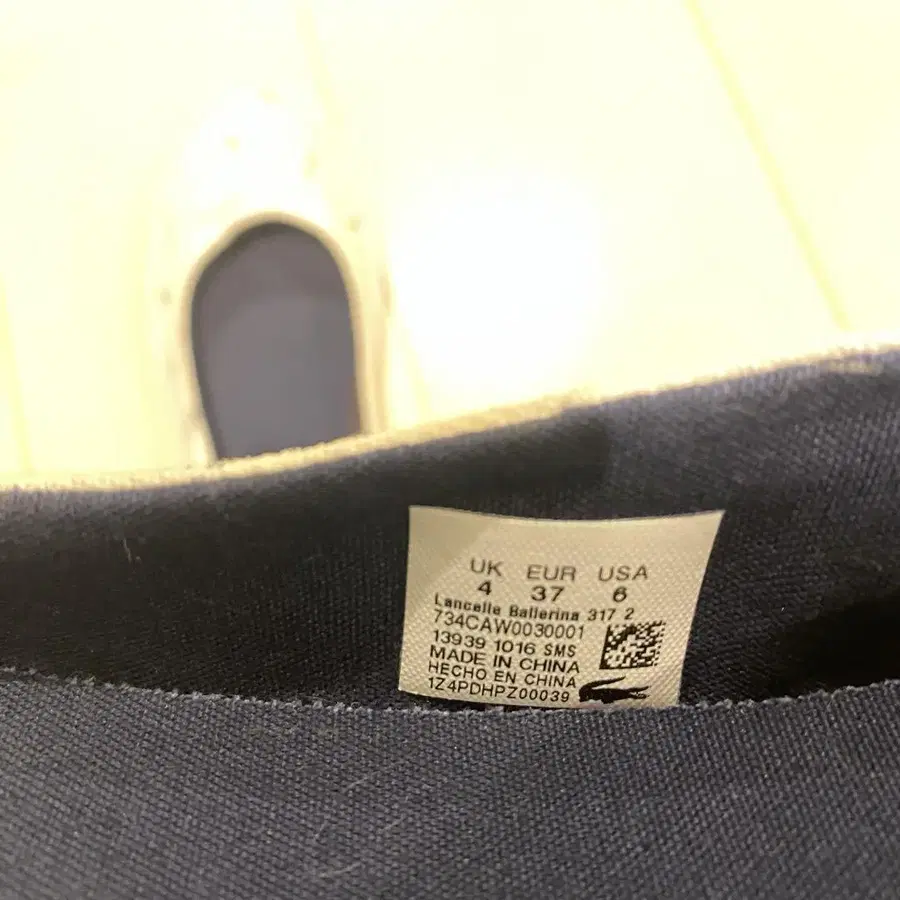 UK EUR USA
4 37 6
Lancelle Ballerina 317 2
734CAW0030001
13939 1016 SMS
MADE IN CHINA
HECHO EN CHINA
1Z4PDHPZ00039